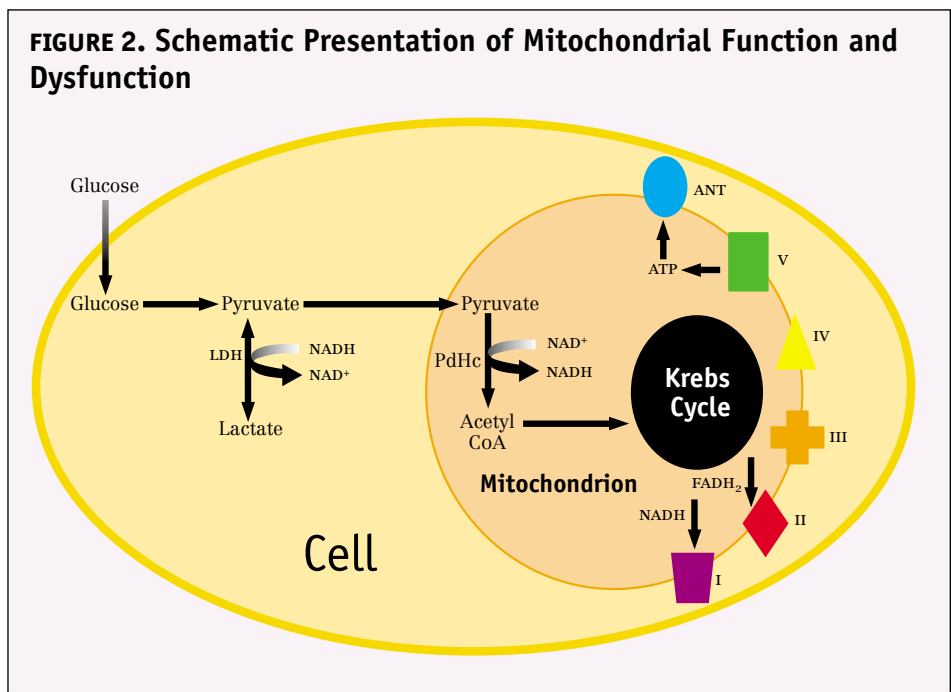 FIGURE 2. Schematic Presentation of Mitochondrial Function and
Dysfunction
Glucose
Glucose
Pyruvate
LDH
NADH
NAD⁺
Lactate
Pyruvate
PdHc
NAD⁺
NADH
Acetyl
CoA
Krebs
Cycle
Mitochondrion
Cell
ANT
ATP
V
IV
III
FADH₂
II
NADH
I